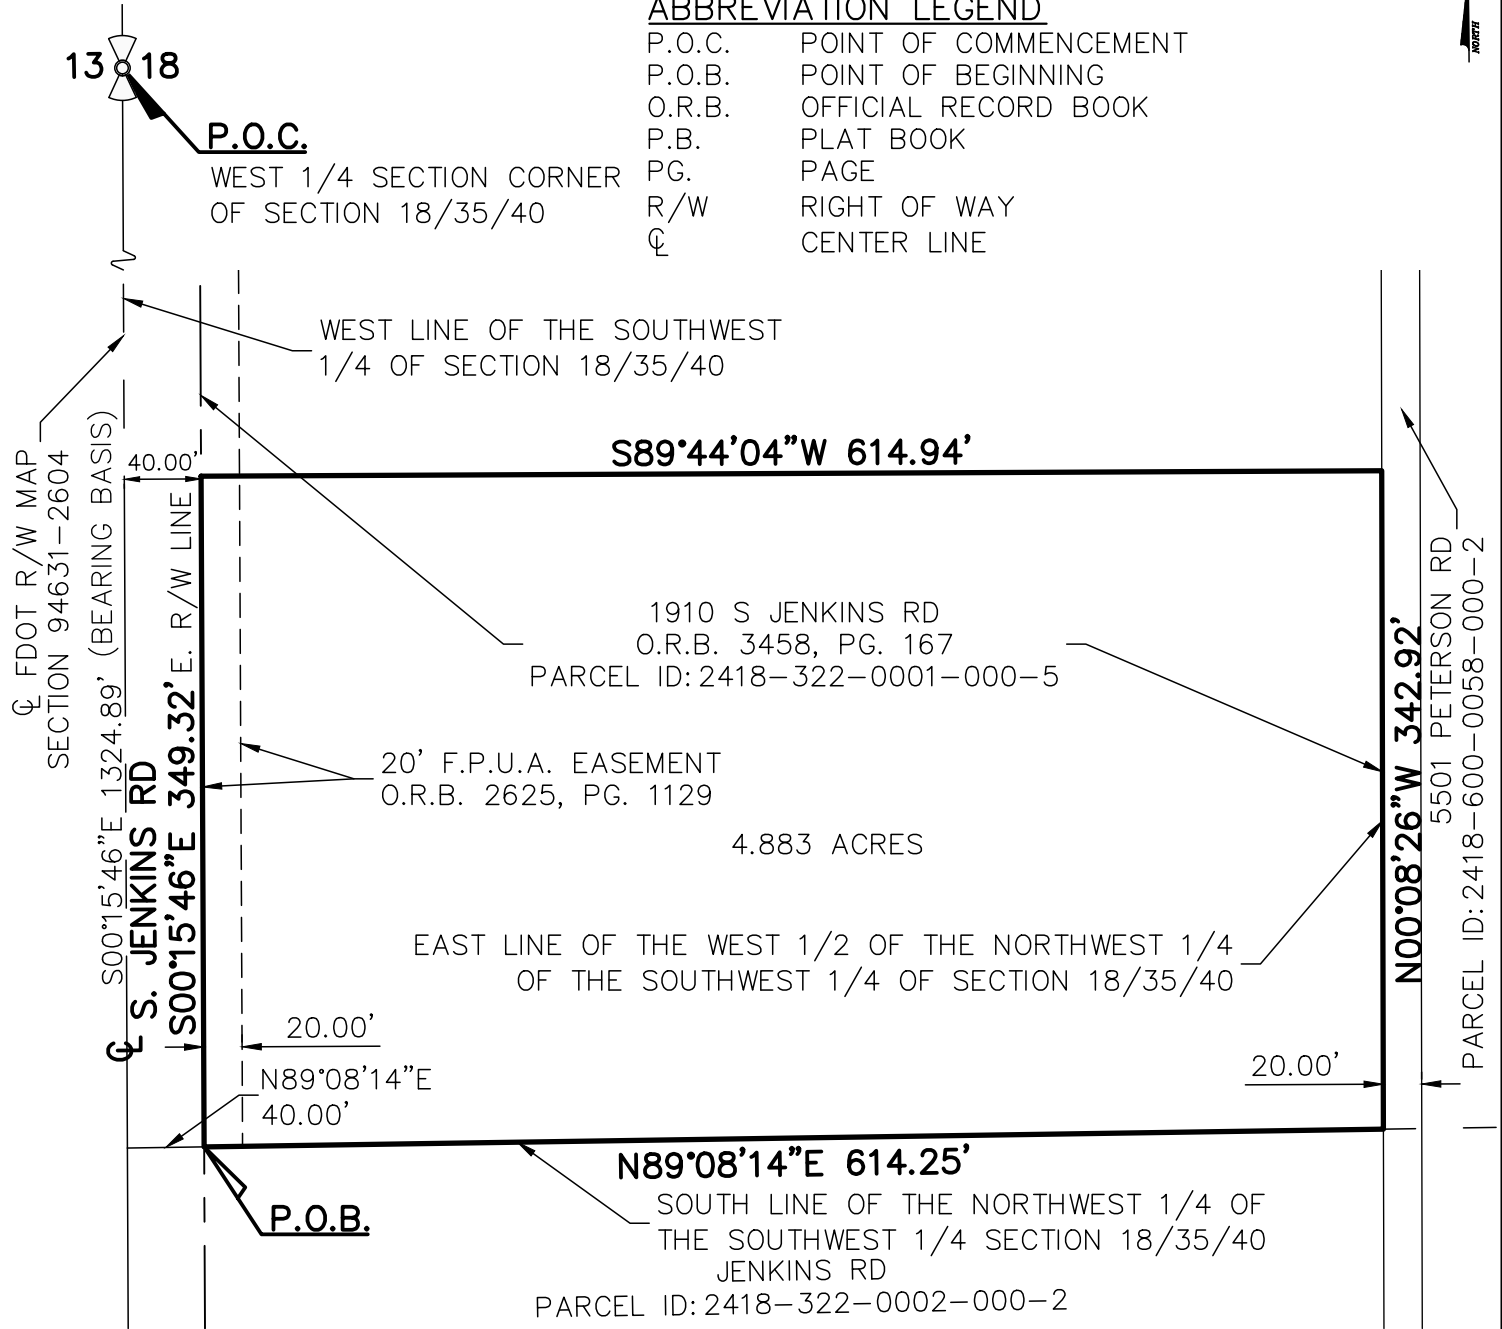 ABBREVIATION LEGEND
P.O.C. POINT OF COMMENCEMENT
P.O.B. POINT OF BEGINNING
O.R.B. OFFICIAL RECORD BOOK
P.B. PLAT BOOK
PG. PAGE
R/W RIGHT OF WAY
℄ CENTER LINE
NORTH
13 18
P.O.C.
WEST 1/4 SECTION CORNER
OF SECTION 18/35/40
WEST LINE OF THE SOUTHWEST
1/4 OF SECTION 18/35/40
℄ FDOT R/W MAP
SECTION 94631-2604
S00°15'46"E 1324.89' (BEARING BASIS)
40.00'
E. R/W LINE
S89°44'04"W 614.94'
1910 S JENKINS RD
O.R.B. 3458, PG. 167
PARCEL ID: 2418-322-0001-000-5
5501 PETERSON RD
PARCEL ID: 2418-600-0058-000-2
N00°08'26"W 342.92'
℄ S. JENKINS RD
S00°15'46"E 349.32'
20' F.P.U.A. EASEMENT
O.R.B. 2625, PG. 1129
4.883 ACRES
EAST LINE OF THE WEST 1/2 OF THE NORTHWEST 1/4
OF THE SOUTHWEST 1/4 OF SECTION 18/35/40
20.00'
20.00'
N89°08'14"E
40.00'
N89°08'14"E 614.25'
P.O.B.
SOUTH LINE OF THE NORTHWEST 1/4 OF
THE SOUTHWEST 1/4 SECTION 18/35/40
JENKINS RD
PARCEL ID: 2418-322-0002-000-2